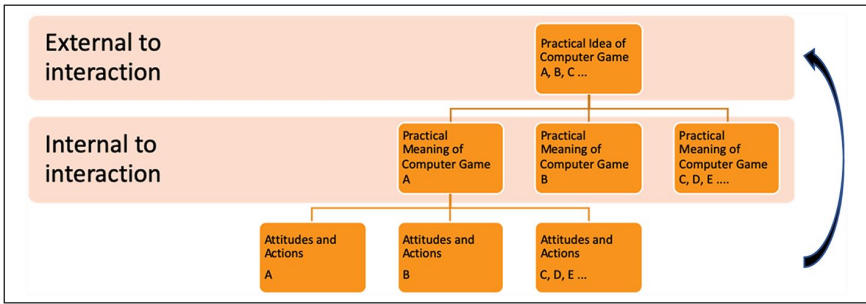 External to
interaction
Practical Idea of
Computer Game
A, B, C ...
Internal to
interaction
Practical
Meaning of
Computer Game
A
Practical
Meaning of
Computer Game
B
Practical
Meaning of
Computer Game
C, D, E ....
Attitudes and
Actions
A
Attitudes and
Actions
B
Attitudes and
Actions
C, D, E ...